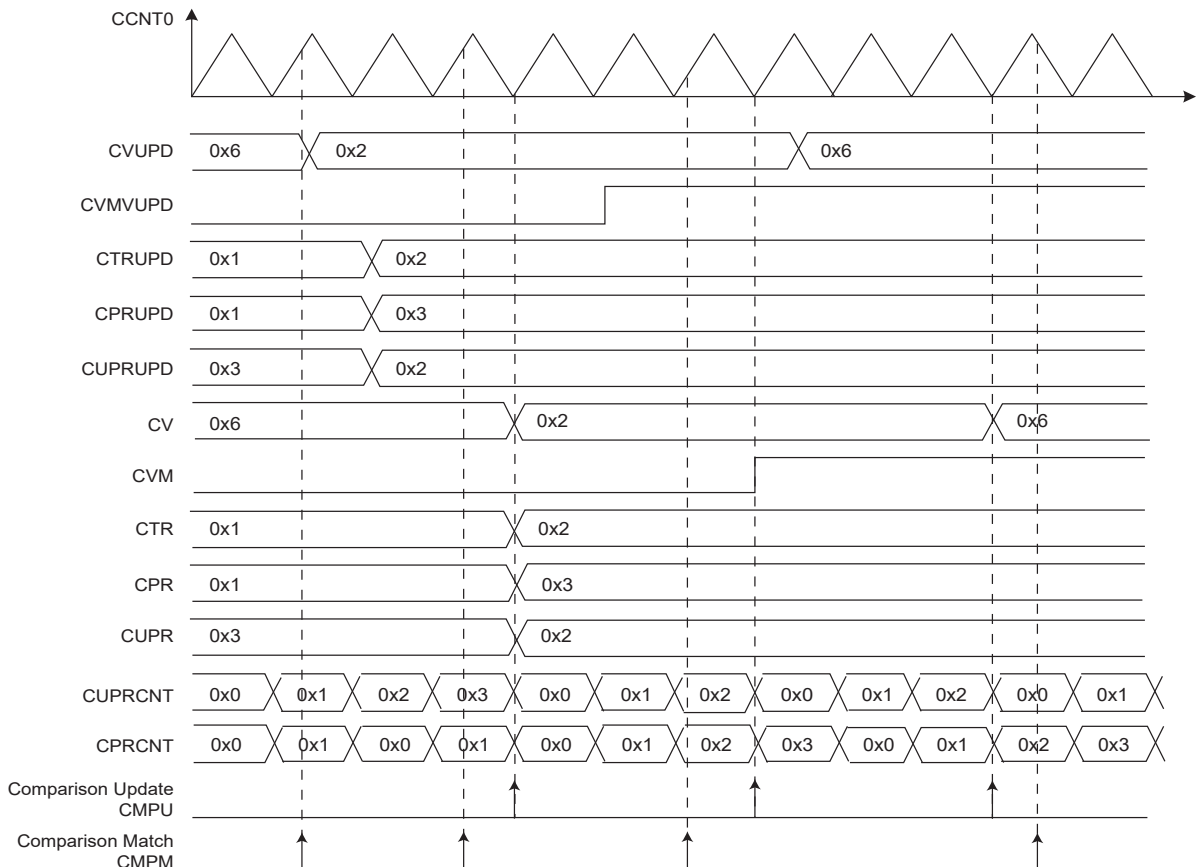 CCNT0
CVUPD 0x6 0x2 0x6
CVMVUPD
CTRUPD 0x1 0x2
CPRUPD 0x1 0x3
CUPRUPD 0x3 0x2
CV 0x6 0x2 0x6
CVM
CTR 0x1 0x2
CPR 0x1 0x3
CUPR 0x3 0x2
CUPRCNT 0x0 0x1 0x2 0x3 0x0 0x1 0x2 0x0 0x1 0x2 0x0 0x1
CPRCNT 0x0 0x1 0x0 0x1 0x0 0x1 0x2 0x3 0x0 0x1 0x2 0x3
Comparison Update
CMPU
Comparison Match
CMPM